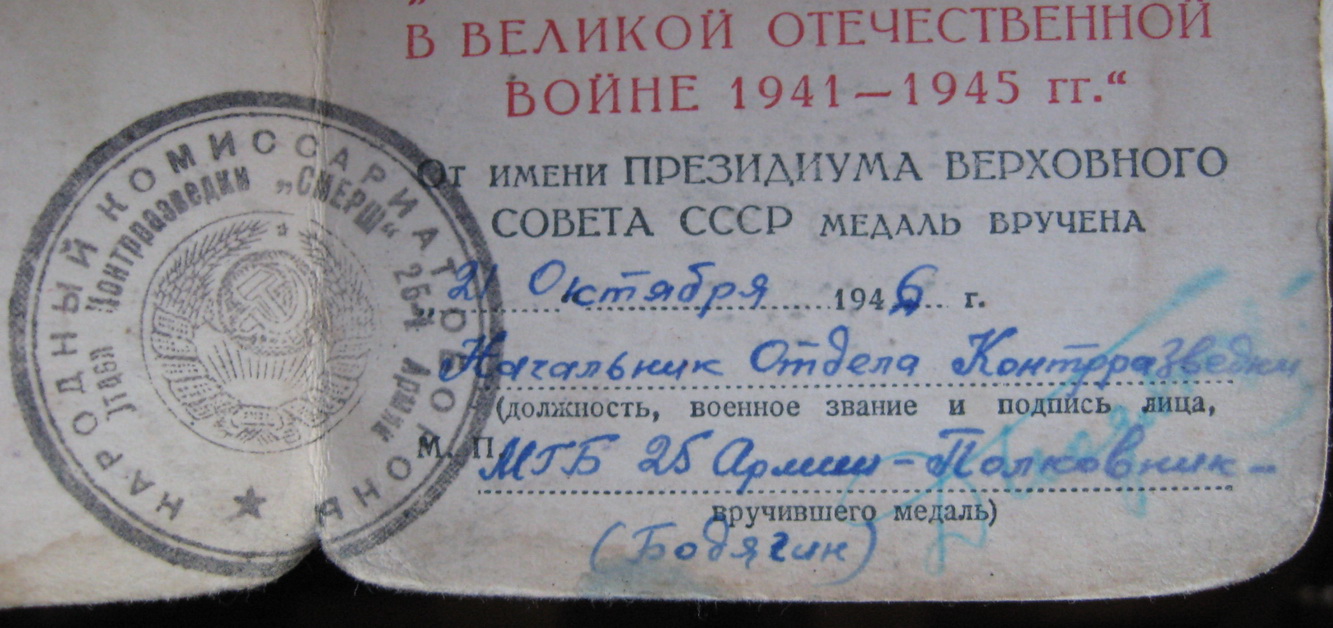 В ВЕЛИКОЙ ОТЕЧЕСТВЕННОЙ
ВОЙНЕ 1941—1945 гг.“
От имени ПРЕЗИДИУМА ВЕРХОВНОГО
СОВЕТА СССР МЕДАЛЬ ВРУЧЕНА
„21 Октября 1946 г.
Начальник Отдела Контрразведки
(должность, военное звание и подпись лица,
М. П. МГБ 25 Армии - Полковник -
вручившего медаль)
(Бодягин)
НАРОДНЫЙ КОМИССАРИАТ ОБОРОНЫ
Отдел Контрразведки „СМЕРШ“ 25-й Армии